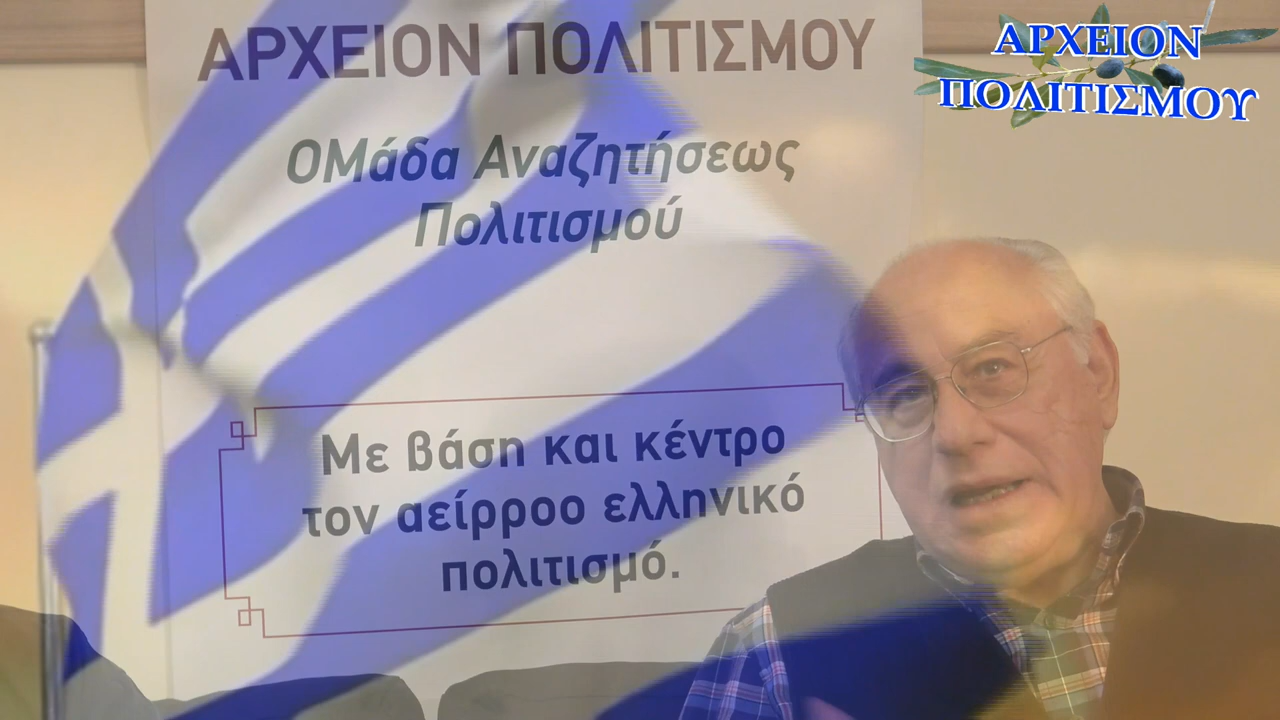 ΑΡΧΕΙΟΝ ΠΟΛΙΤΙΣΜΟΥ
ΟΜάδα Αναζητήσεως
Πολιτισμού
Με βάση και κέντρο
τον αείρροο ελληνικό
πολιτισμό.
ΑΡΧΕΙΟΝ
ΠΟΛΙΤΙΣΜΟΥ